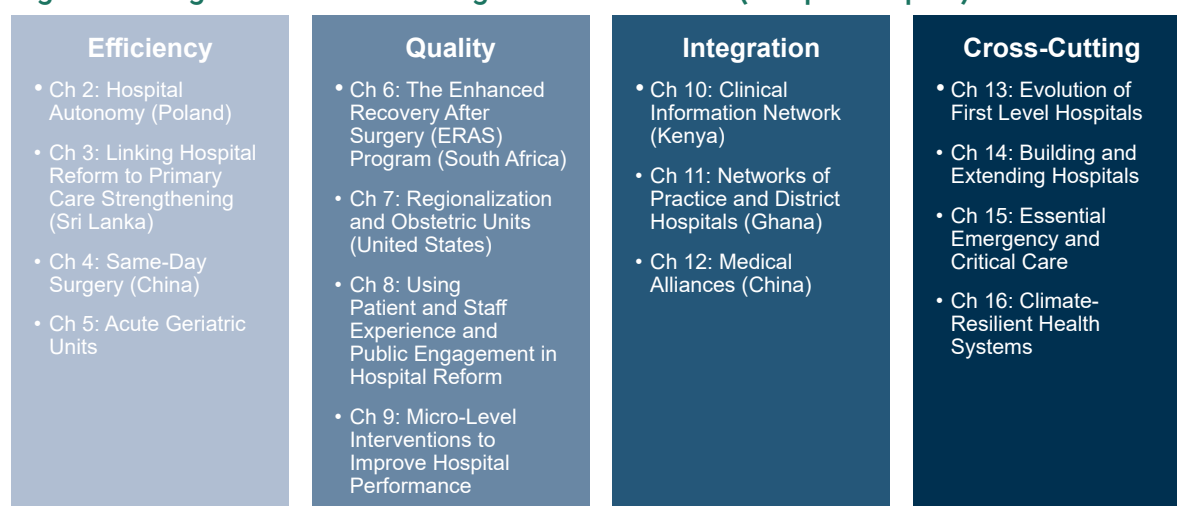 Efficiency
• Ch 2: Hospital
Autonomy (Poland)
• Ch 3: Linking Hospital
Reform to Primary
Care Strengthening
(Sri Lanka)
• Ch 4: Same-Day
Surgery (China)
• Ch 5: Acute Geriatric
Units
Quality
• Ch 6: The Enhanced
Recovery After
Surgery (ERAS)
Program (South Africa)
• Ch 7: Regionalization
and Obstetric Units
(United States)
• Ch 8: Using
Patient and Staff
Experience and
Public Engagement in
Hospital Reform
• Ch 9: Micro-Level
Interventions to
Improve Hospital
Performance
Integration
• Ch 10: Clinical
Information Network
(Kenya)
• Ch 11: Networks of
Practice and District
Hospitals (Ghana)
• Ch 12: Medical
Alliances (China)
Cross-Cutting
• Ch 13: Evolution of
First Level Hospitals
• Ch 14: Building and
Extending Hospitals
• Ch 15: Essential
Emergency and
Critical Care
• Ch 16: Climate-
Resilient Health
Systems